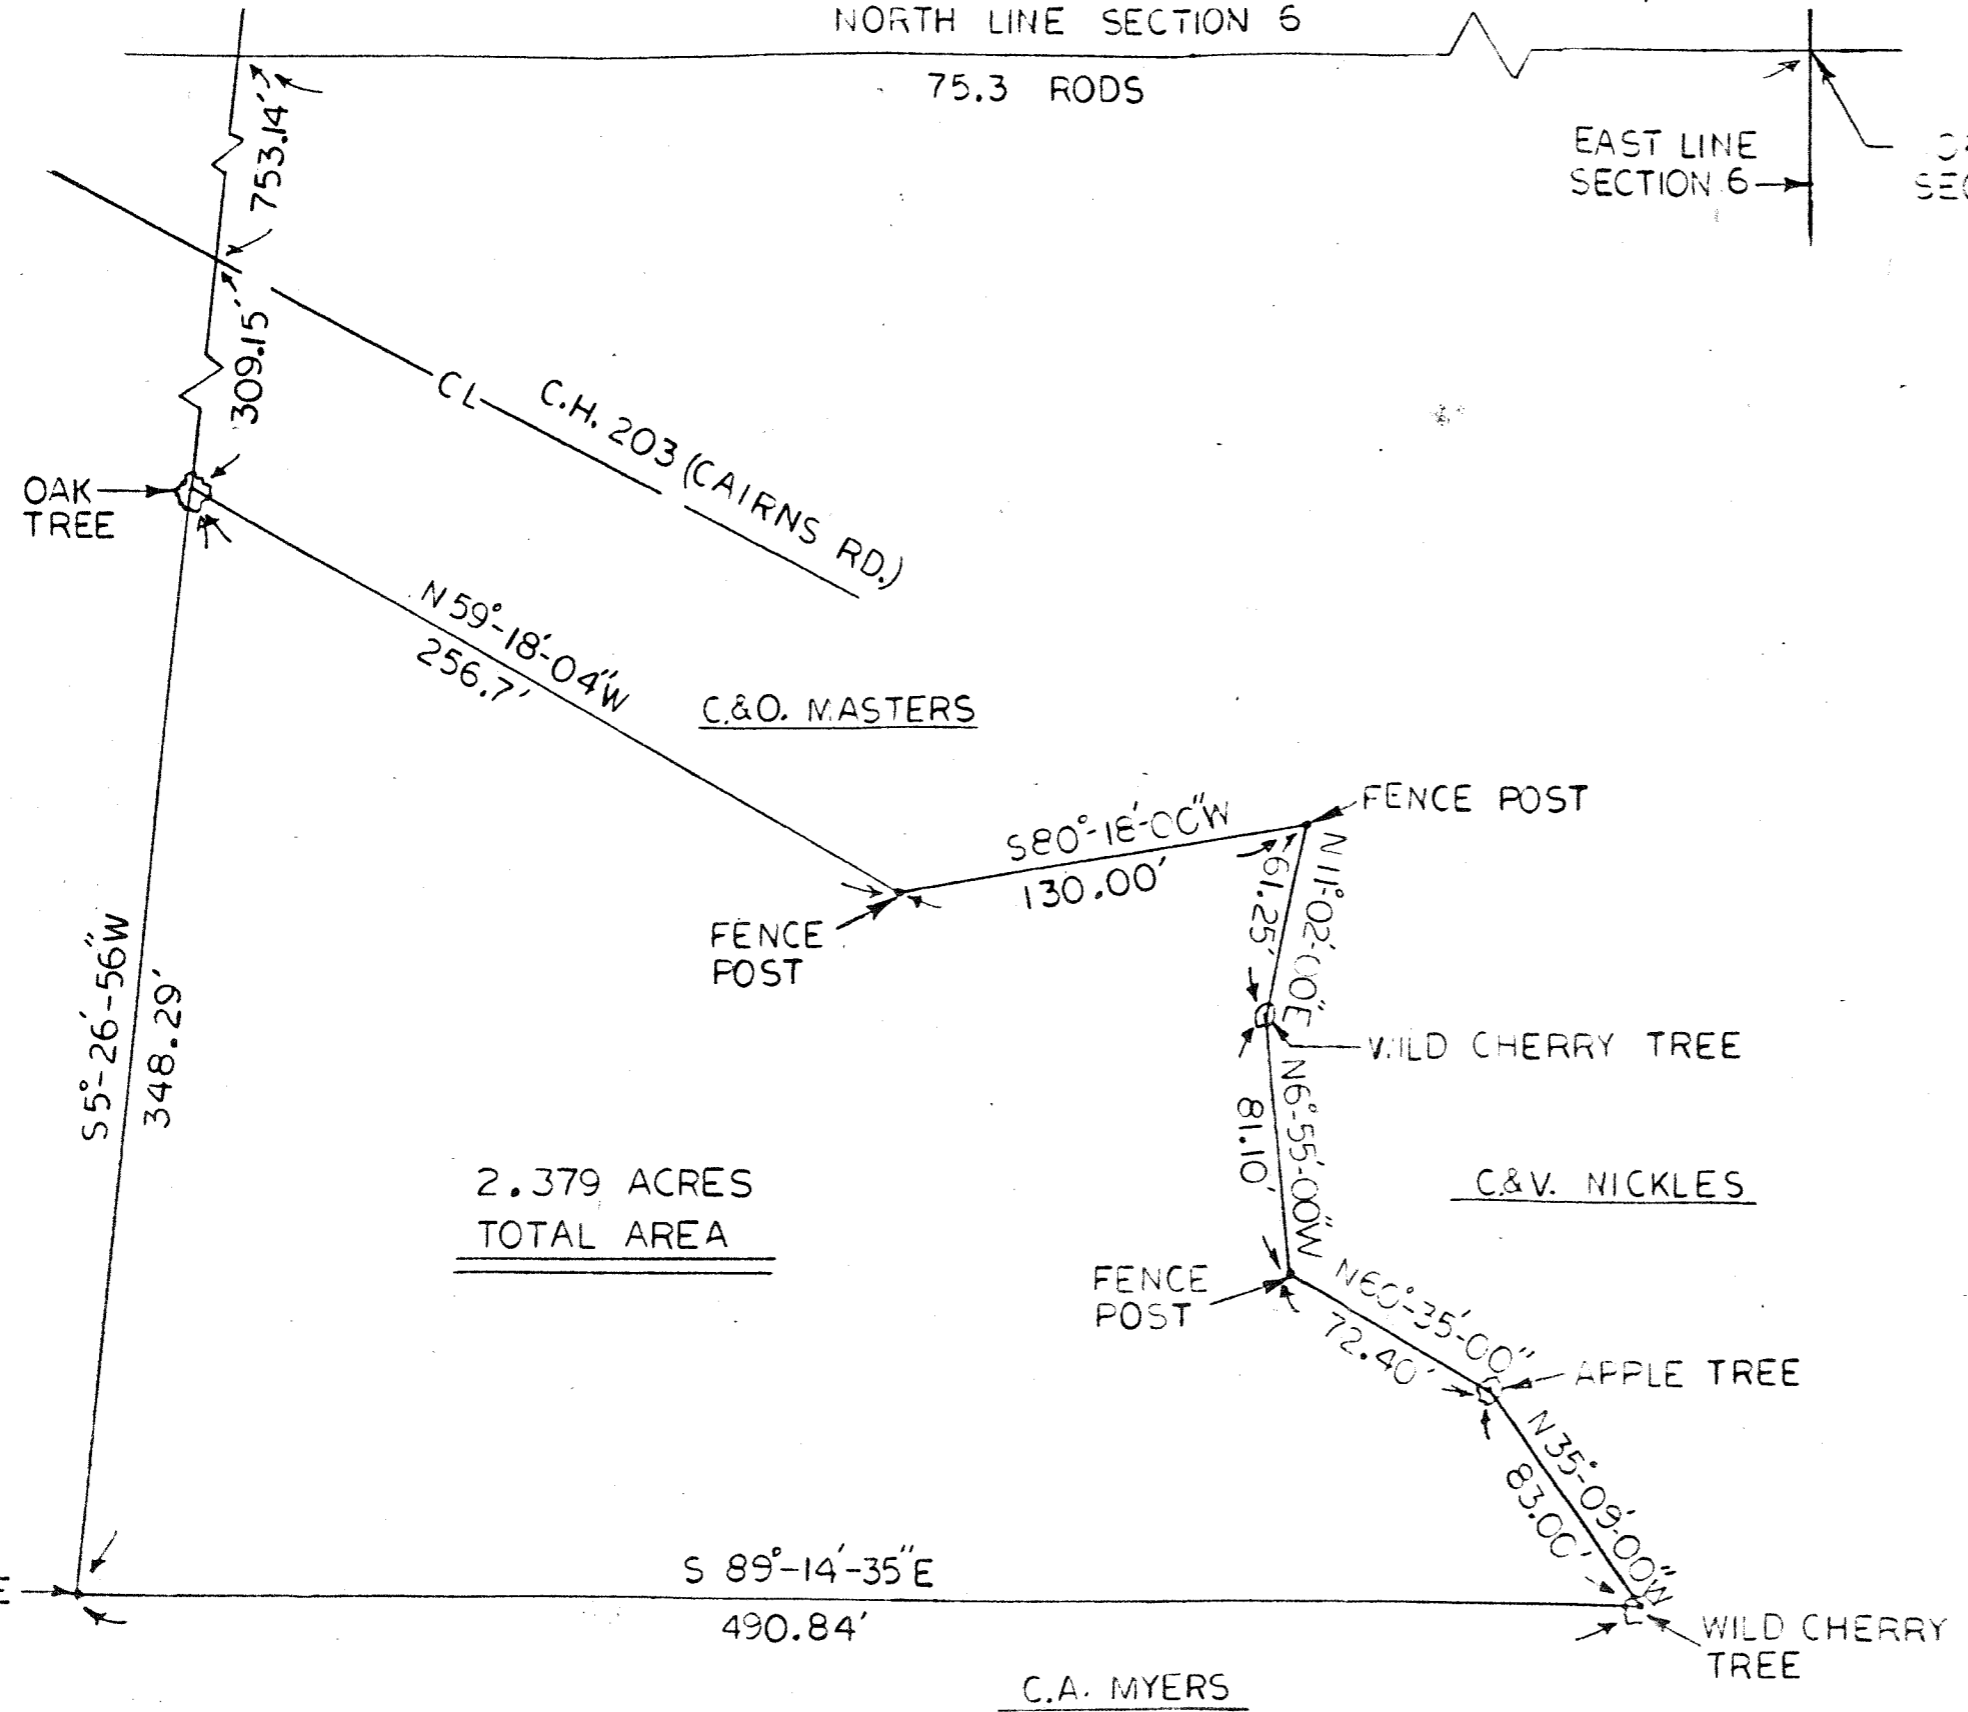 NORTH LINE SECTION 6
75.3 RODS
753.14'
EAST LINE
SECTION 6
309.15'
CL
C.H. 203 (CAIRNS RD.)
OAK
TREE
N59°-18'-04"W
256.7'
C.&O. MASTERS
FENCE POST
S80°-18'-00"W
130.00'
FENCE
POST
N11°-02'-00"E
61.25'
WILD CHERRY TREE
N6°-55'-00"W
81.10'
S5°-26'-56"W
348.29'
2.379 ACRES
TOTAL AREA
C.&V. NICKLES
FENCE
POST
N60°-35'-00"
72.40'
APPLE TREE
N35°-09'-00"W
83.00'
S 89°-14'-35"E
490.84'
WILD CHERRY
TREE
C.A. MYERS